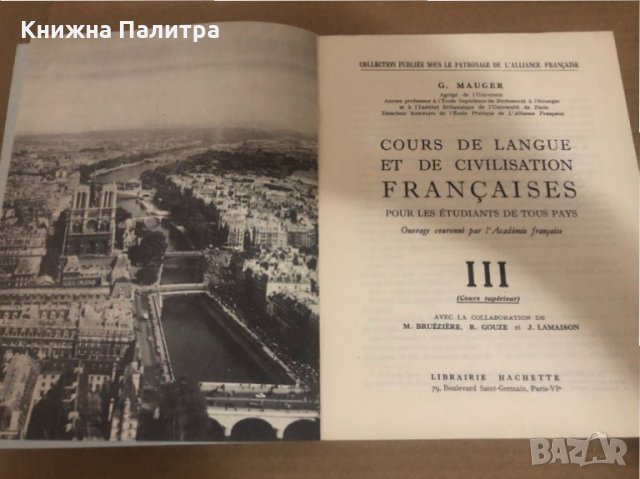 Книжна Палитра
COLLECTION PUBLIÉE SOUS LE PATRONAGE DE L'ALLIANCE FRANÇAISE
G. MAUGER
Agrégé de l'Université
Ancien professeur à l'École Supérieure de Professorat à l'étranger
et à l'Institut Britannique de l'Université de Paris
Directeur honoraire de l'École Pratique de L'Alliance Française
COURS DE LANGUE
ET DE CIVILISATION
FRANÇAISES
POUR LES ÉTUDIANTS DE TOUS PAYS
Ouvrage couronné par l'Académie française
III
(Cours supérieur)
AVEC LA COLLABORATION DE
M. BRUÉZIÈRE, R. GOUZE et J. LAMAISON
LIBRAIRIE HACHETTE
79, Boulevard Saint-Germain, Paris-VIe
BAZAR